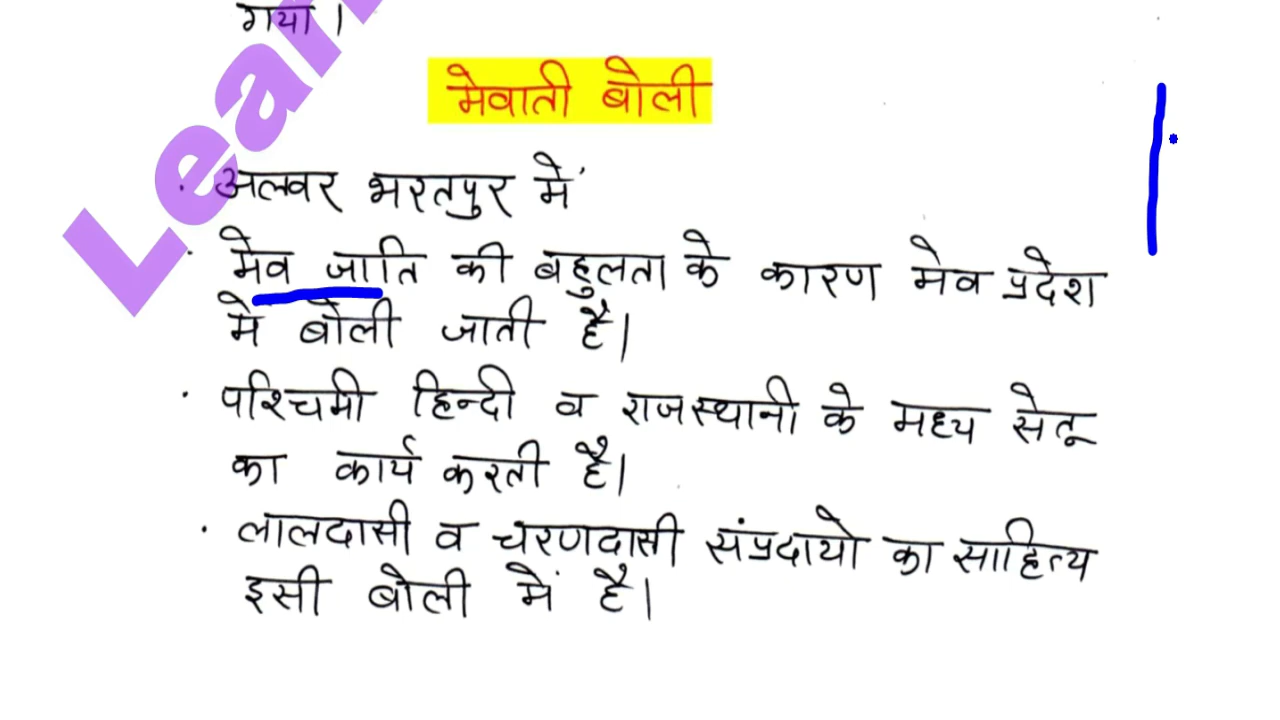 गया।
मेवाती बोली
· अलवर भरतपुर में
· मेव जाति की बहुलता के कारण मेव प्रदेश
मे बोली जाती है।
· पश्चिमी हिन्दी व राजस्थानी के मध्य सेतू
का कार्य करती है।
· लालदासी व चरणदासी संप्रदायो का साहित्य
इसी बोली में है।
Lear